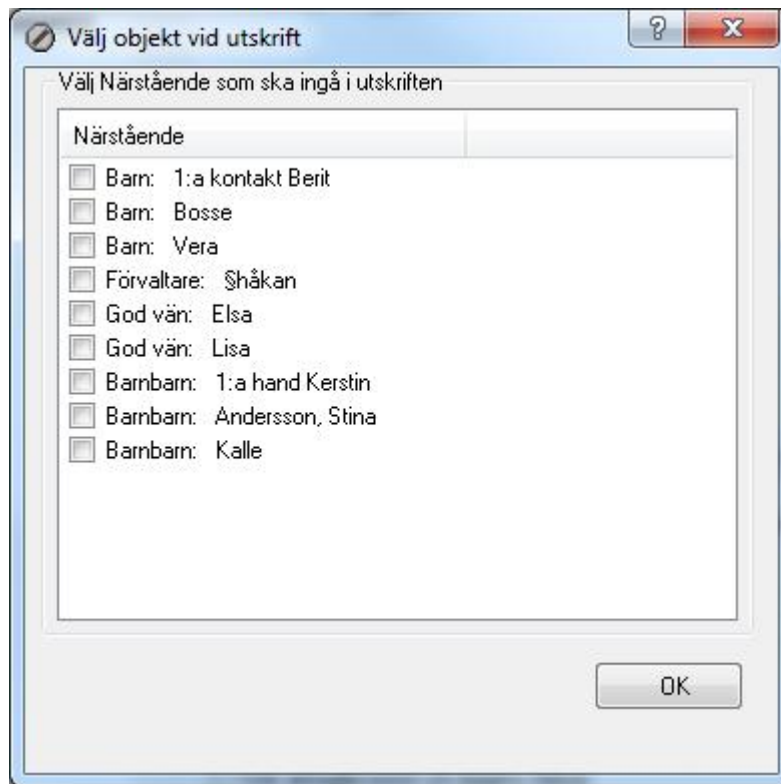 Välj objekt vid utskrift
?
Välj Närstående som ska ingå i utskriften
Närstående
Barn: 1:a kontakt Berit
Barn: Bosse
Barn: Vera
Förvaltare: §håkan
God vän: Elsa
God vän: Lisa
Barnbarn: 1:a hand Kerstin
Barnbarn: Andersson, Stina
Barnbarn: Kalle
OK